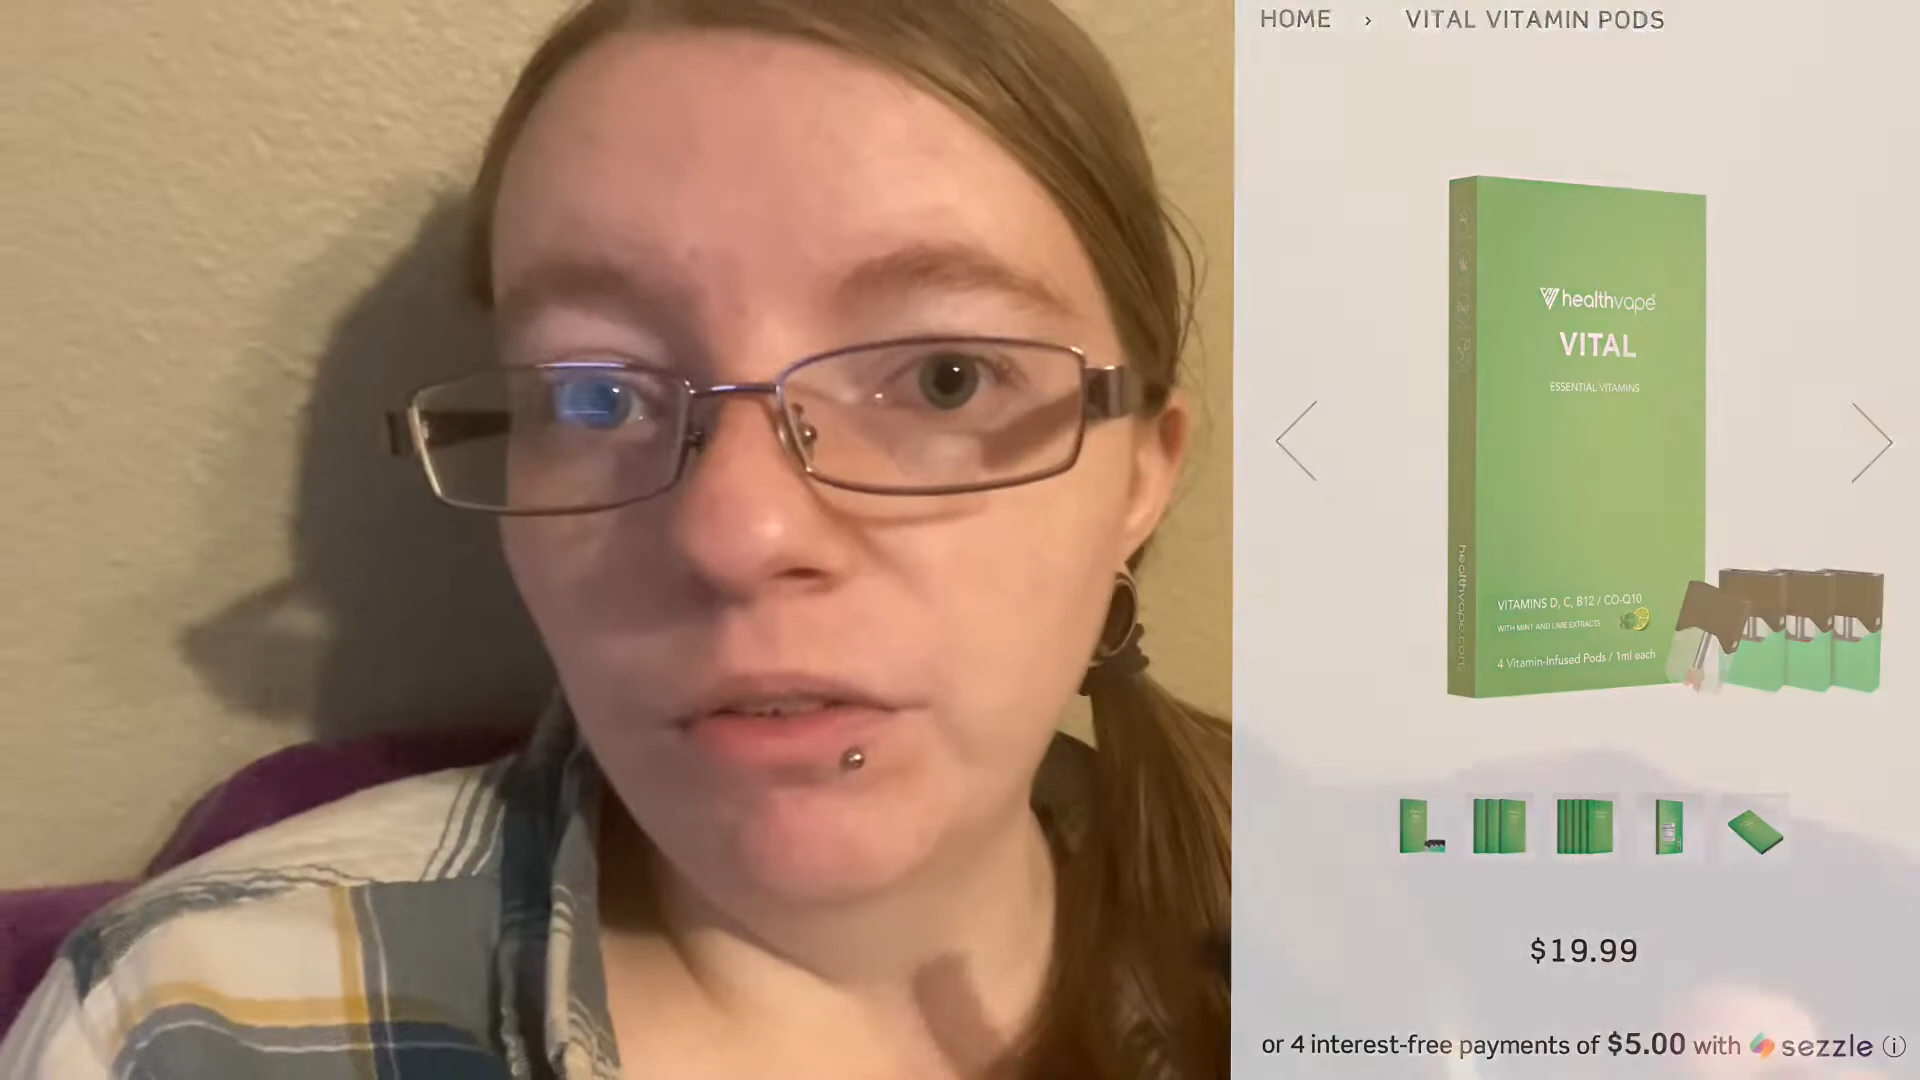 HOME › VITAL VITAMIN PODS
healthvape
VITAL
ESSENTIAL VITAMINS
VITAMINS D, C, B12 / CO-Q10
WITH MINT AND LIME EXTRACTS
4 Vitamin-Infused Pods / 1ml each
healthvape.com
$19.99
or 4 interest-free payments of $5.00 with sezzle